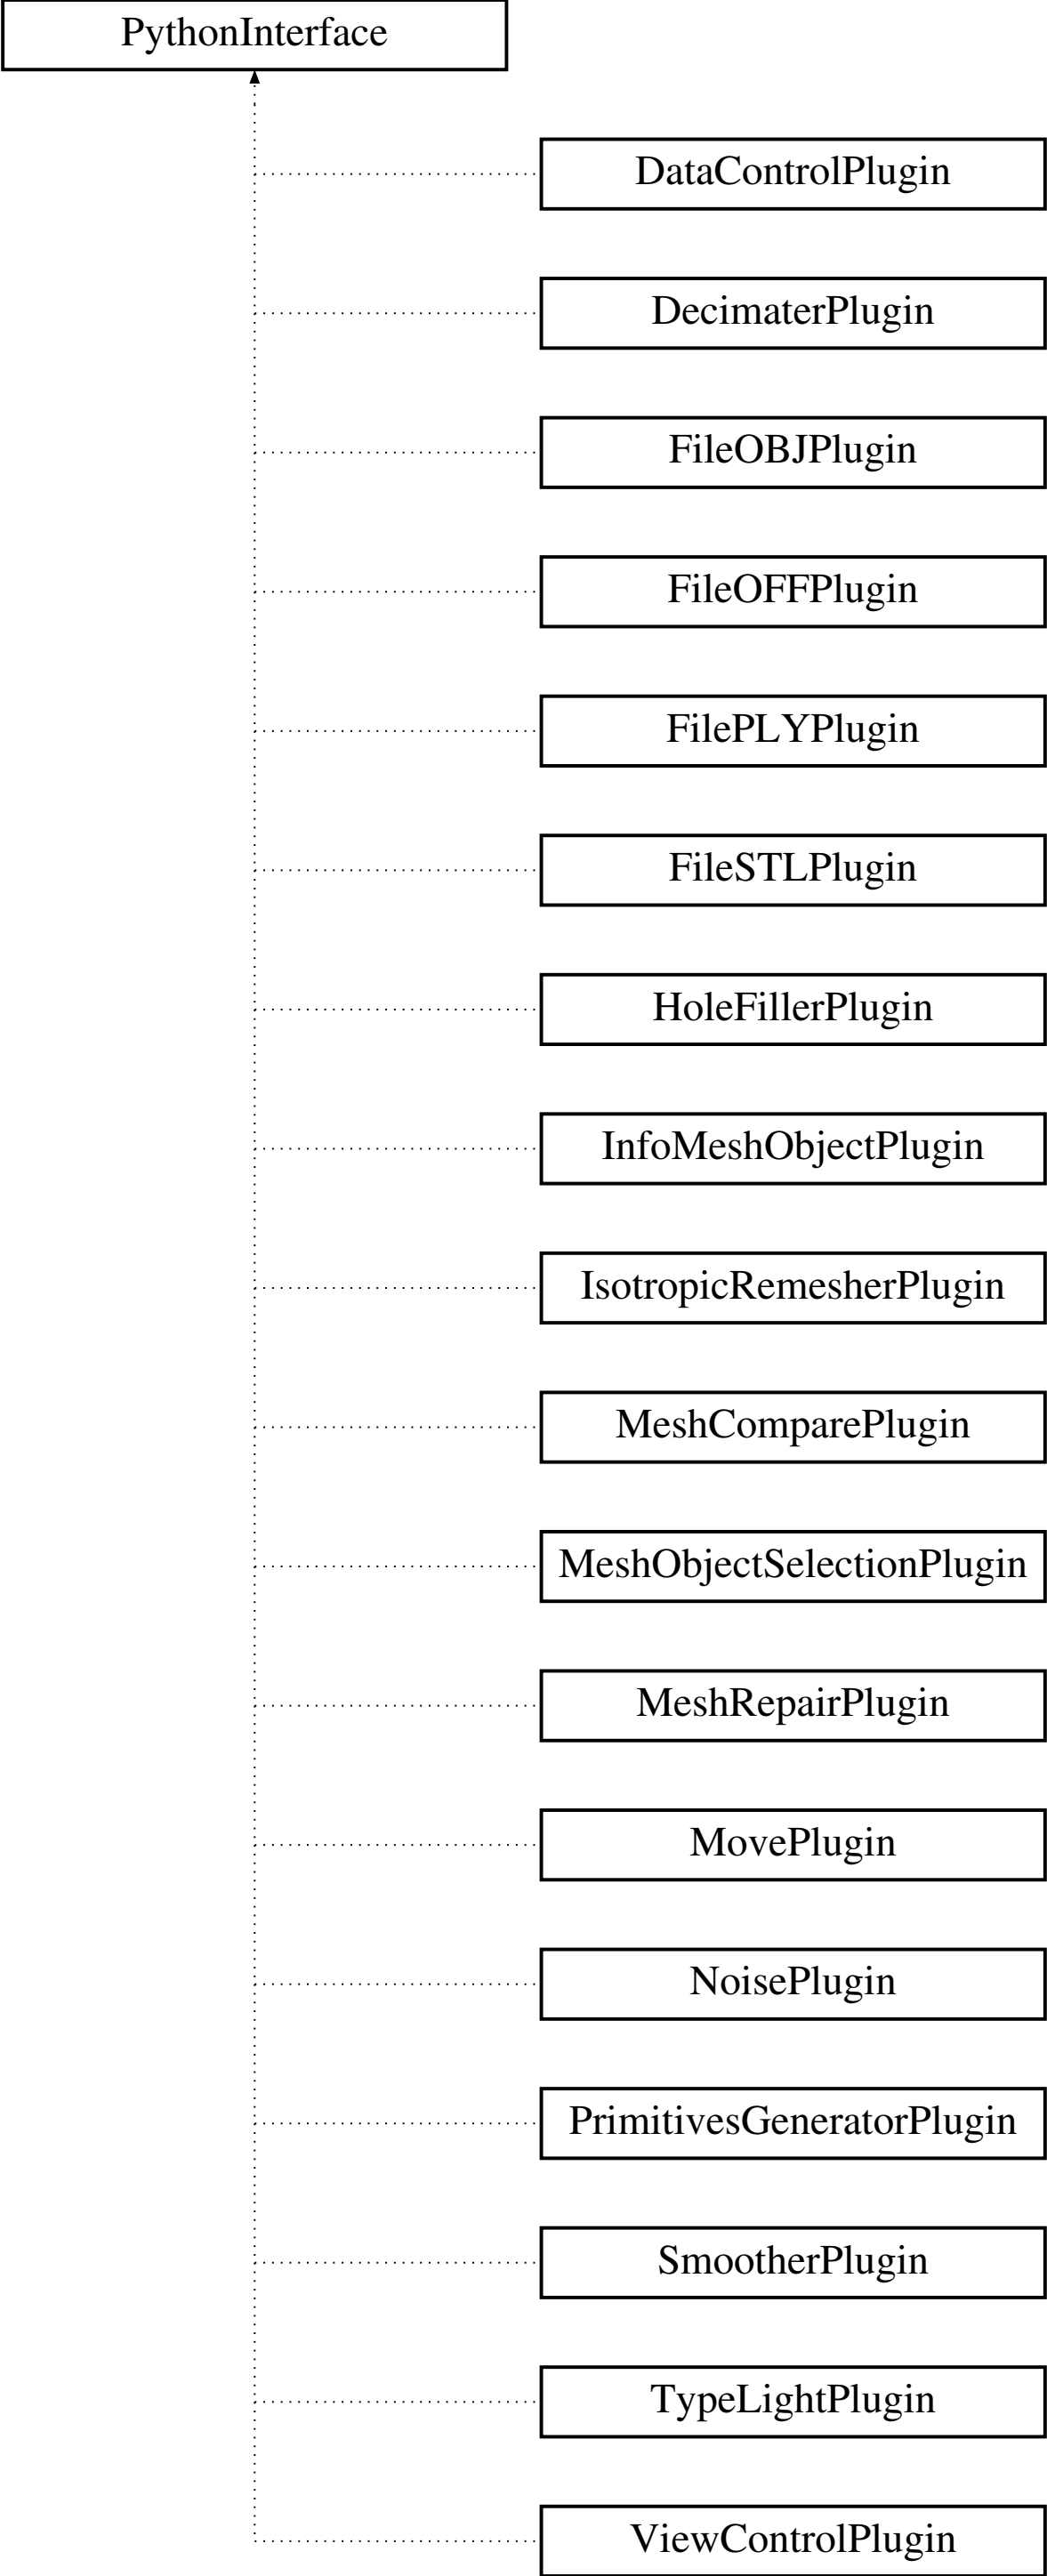 PythonInterface
DataControlPlugin
DecimaterPlugin
FileOBJPlugin
FileOFFPlugin
FilePLYPlugin
FileSTLPlugin
HoleFillerPlugin
InfoMeshObjectPlugin
IsotropicRemesherPlugin
MeshComparePlugin
MeshObjectSelectionPlugin
MeshRepairPlugin
MovePlugin
NoisePlugin
PrimitivesGeneratorPlugin
SmootherPlugin
TypeLightPlugin
ViewControlPlugin